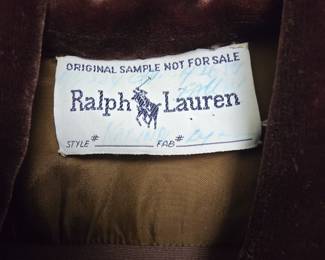 ORIGINAL SAMPLE NOT FOR SALE
Ralph Lauren
STYLE# FAB#